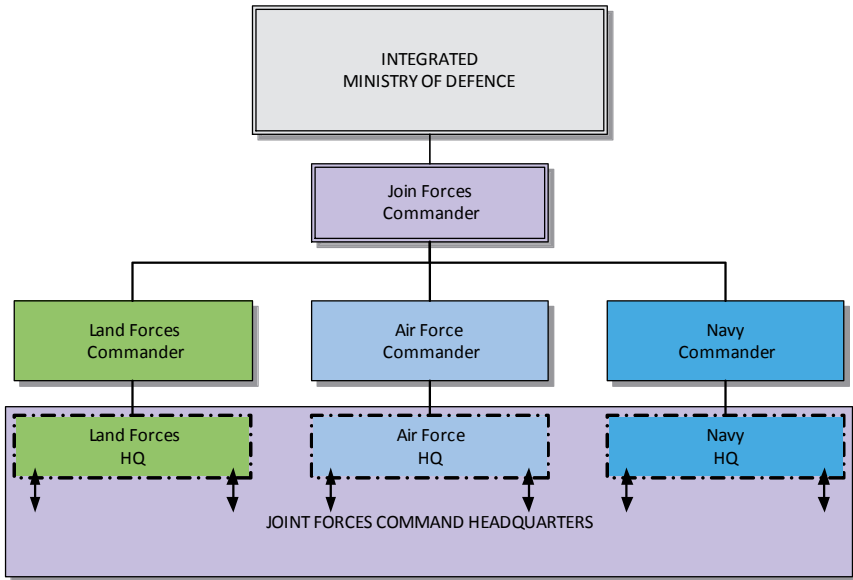 INTEGRATED
MINISTRY OF DEFENCE
Join Forces
Commander
Land Forces
Commander
Air Force
Commander
Navy
Commander
Land Forces
HQ
Air Force
HQ
Navy
HQ
JOINT FORCES COMMAND HEADQUARTERS